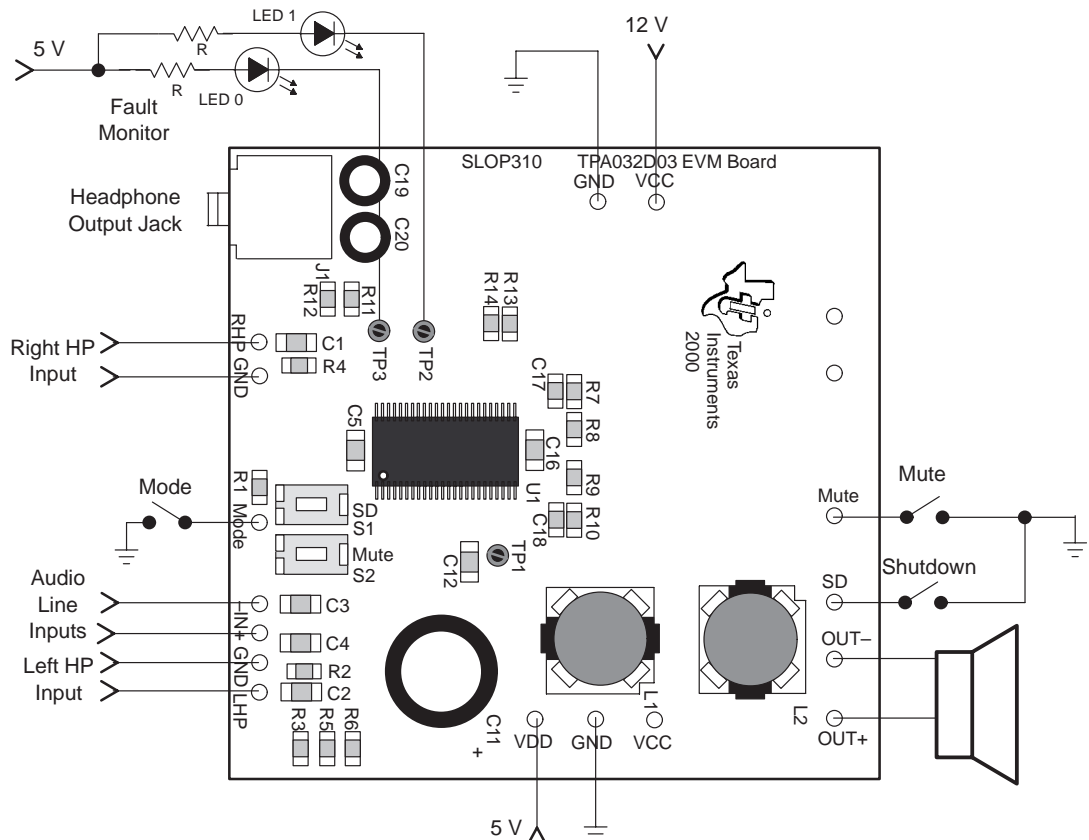 LED 1
12 V
5 V
R
R
LED 0
Fault
Monitor
SLOP310
TPA032D03 EVM Board
GND
VCC
Headphone
Output Jack
C19
C20
J1
R12
R11
R14
R13
Texas
Instruments
2000
RHP
GND
C1
R4
TP3
TP2
Right HP
Input
C17
R7
R8
C5
C16
U1
R9
R1
Mode
Mode
SD
S1
Mute
S2
C18
R10
TP1
C12
Mute
Mute
SD
Shutdown
Audio
Line
Inputs
Left HP
Input
–IN+
GND
LHP
C3
C4
R2
C2
R3
R5
R6
C11
+
L1
L2
OUT–
OUT+
VDD
GND
VCC
5 V